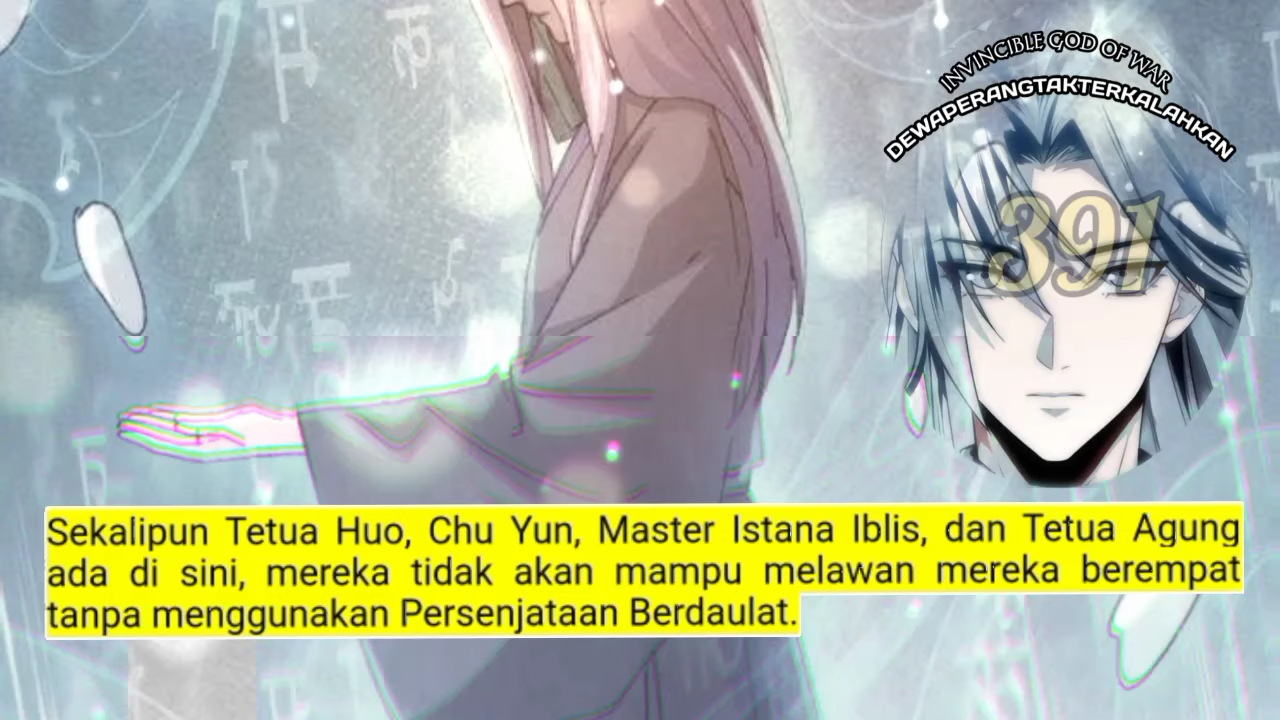 INVINCIBLE GOD OF WAR
DEWAPERANGTAKTERKALAHKAN
391
Sekalipun Tetua Huo, Chu Yun, Master Istana Iblis, dan Tetua Agung
ada di sini, mereka tidak akan mampu melawan mereka berempat
tanpa menggunakan Persenjataan Berdaulat.